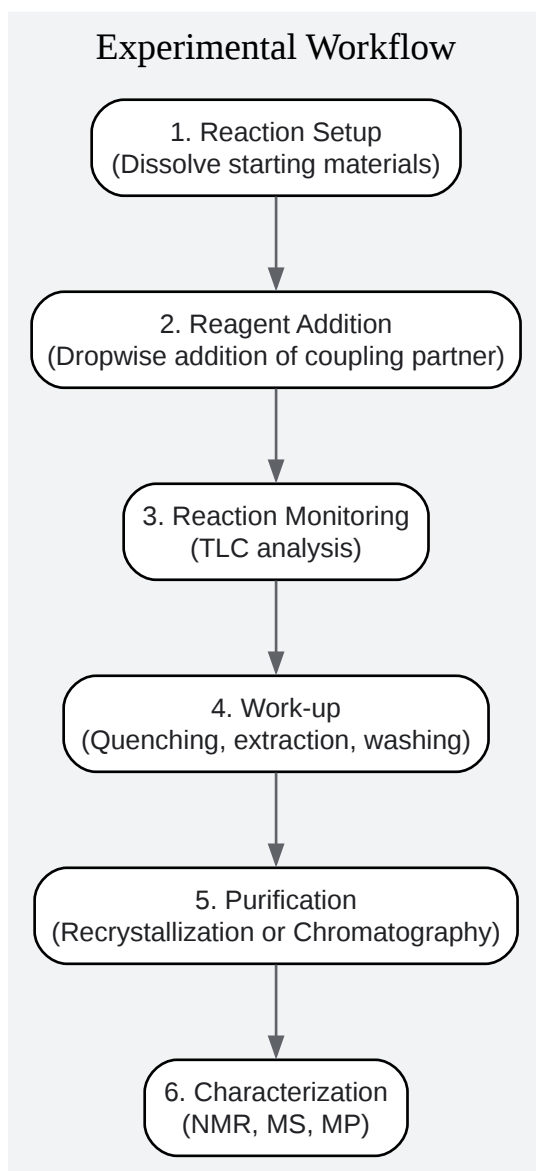 Experimental Workflow
1. Reaction Setup
(Dissolve starting materials)
2. Reagent Addition
(Dropwise addition of coupling partner)
3. Reaction Monitoring
(TLC analysis)
4. Work-up
(Quenching, extraction, washing)
5. Purification
(Recrystallization or Chromatography)
6. Characterization
(NMR, MS, MP)